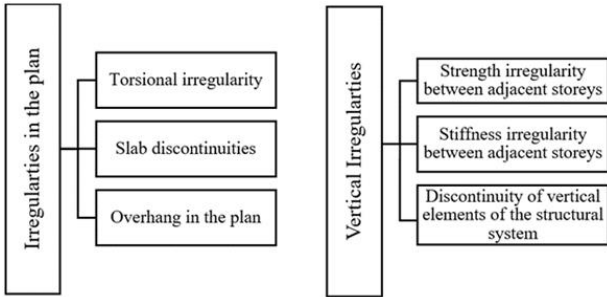 Irregularties in the plan
Torsional irregularity
Slab discontinuities
Overhang in the plan
Vertical Irregularties
Strength irregularity
between adjacent storeys
Stiffness irregularity
between adjacent storeys
Discontinuity of vertical
elements of the structural
system